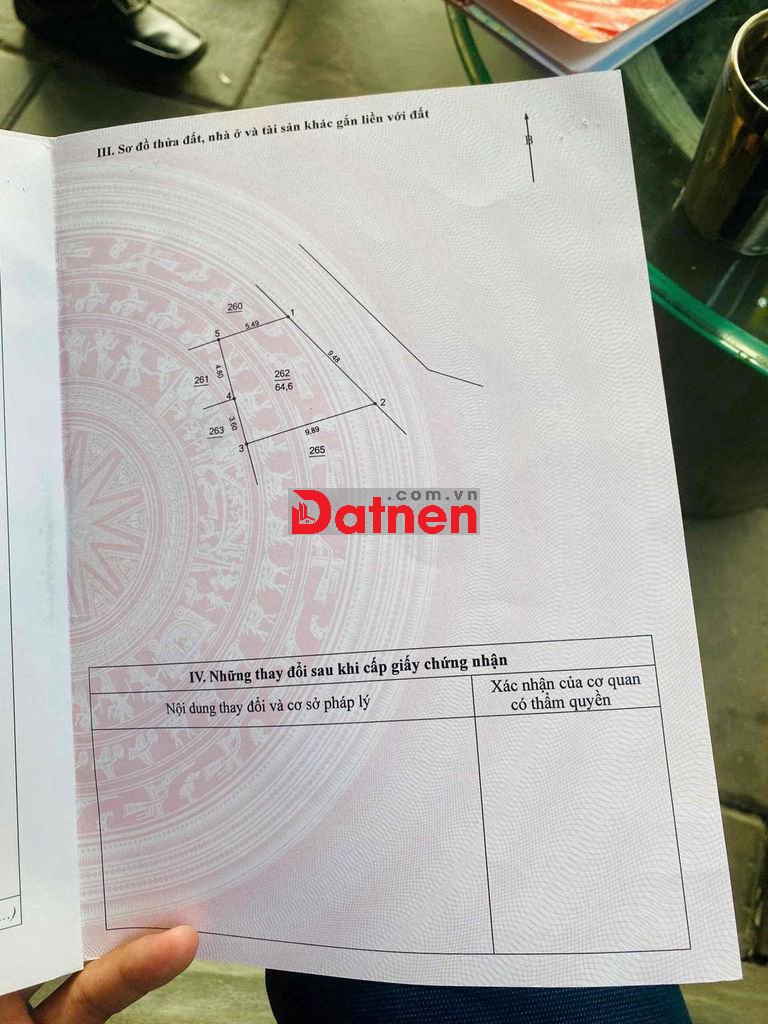 III. Sơ đồ thửa đất, nhà ở và tài sản khác gắn liền với đất
B
260
1
5
5.49
9.48
4.80
262
64,6
261
4
2
263
3.60
9.89
3
265
.com.vn
Datnen
IV. Những thay đổi sau khi cấp giấy chứng nhận
Nội dung thay đổi và cơ sở pháp lý
Xác nhận của cơ quan
có thẩm quyền
...)